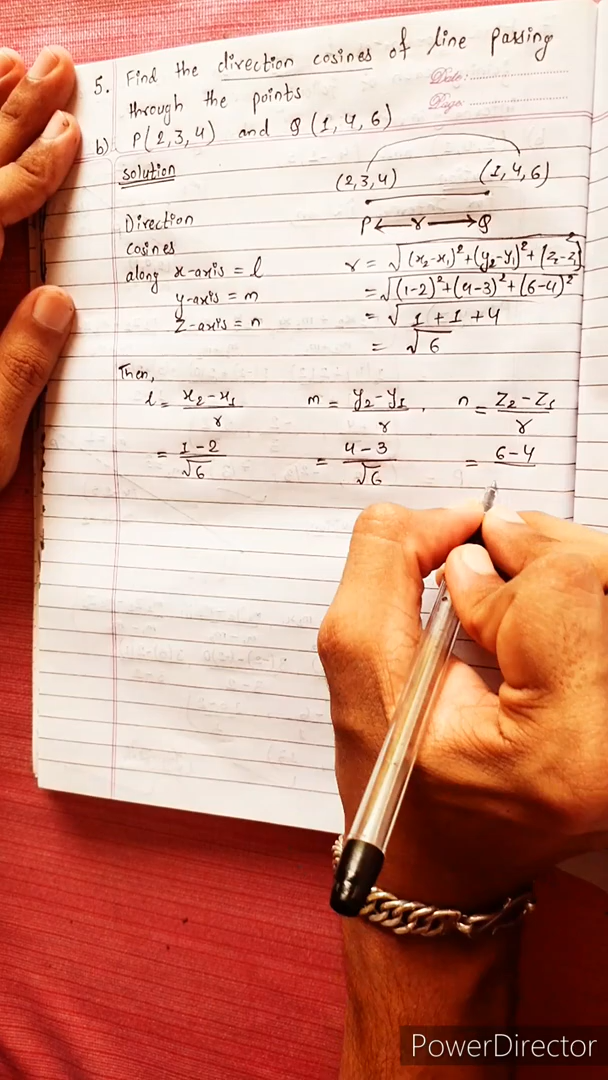 5. Find the direction cosines of line passing
Date:
through the points
Page:
b) P(2,3,4) and Q(1,4,6)
solution
(2,3,4) (1,4,6)
P ← r → Q
Direction
cosines
along x-axis = l
y-axis = m
z-axis = n
r = √(x₂-x₁)²+(y₂-y₁)²+(z₂-z₁
= √(1-2)²+(4-3)²+(6-4)²
= √1+1+4
= √6
Then,
l = x₂-x₁/r m = y₂-y₁/r , n = z₂-z₁/r
= 1-2/√6 = 4-3/√6 = 6-4
PowerDirector